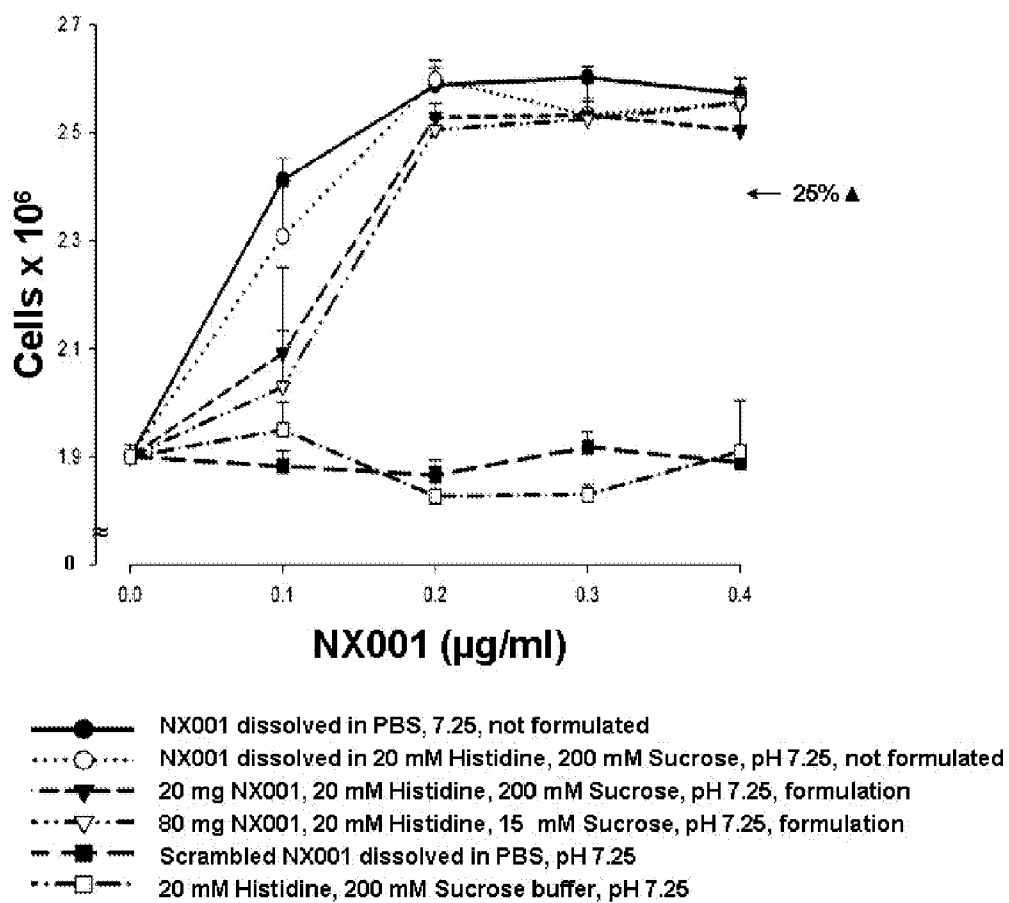 2.7
2.5
2.3
2.1
1.9
≈
0
Cells x 10⁶
← 25% ▲
0.0 0.1 0.2 0.3 0.4
NX001 (µg/ml)
NX001 dissolved in PBS, 7.25, not formulated
NX001 dissolved in 20 mM Histidine, 200 mM Sucrose, pH 7.25, not formulated
20 mg NX001, 20 mM Histidine, 200 mM Sucrose, pH 7.25, formulation
80 mg NX001, 20 mM Histidine, 15 mM Sucrose, pH 7.25, formulation
Scrambled NX001 dissolved in PBS, pH 7.25
20 mM Histidine, 200 mM Sucrose buffer, pH 7.25